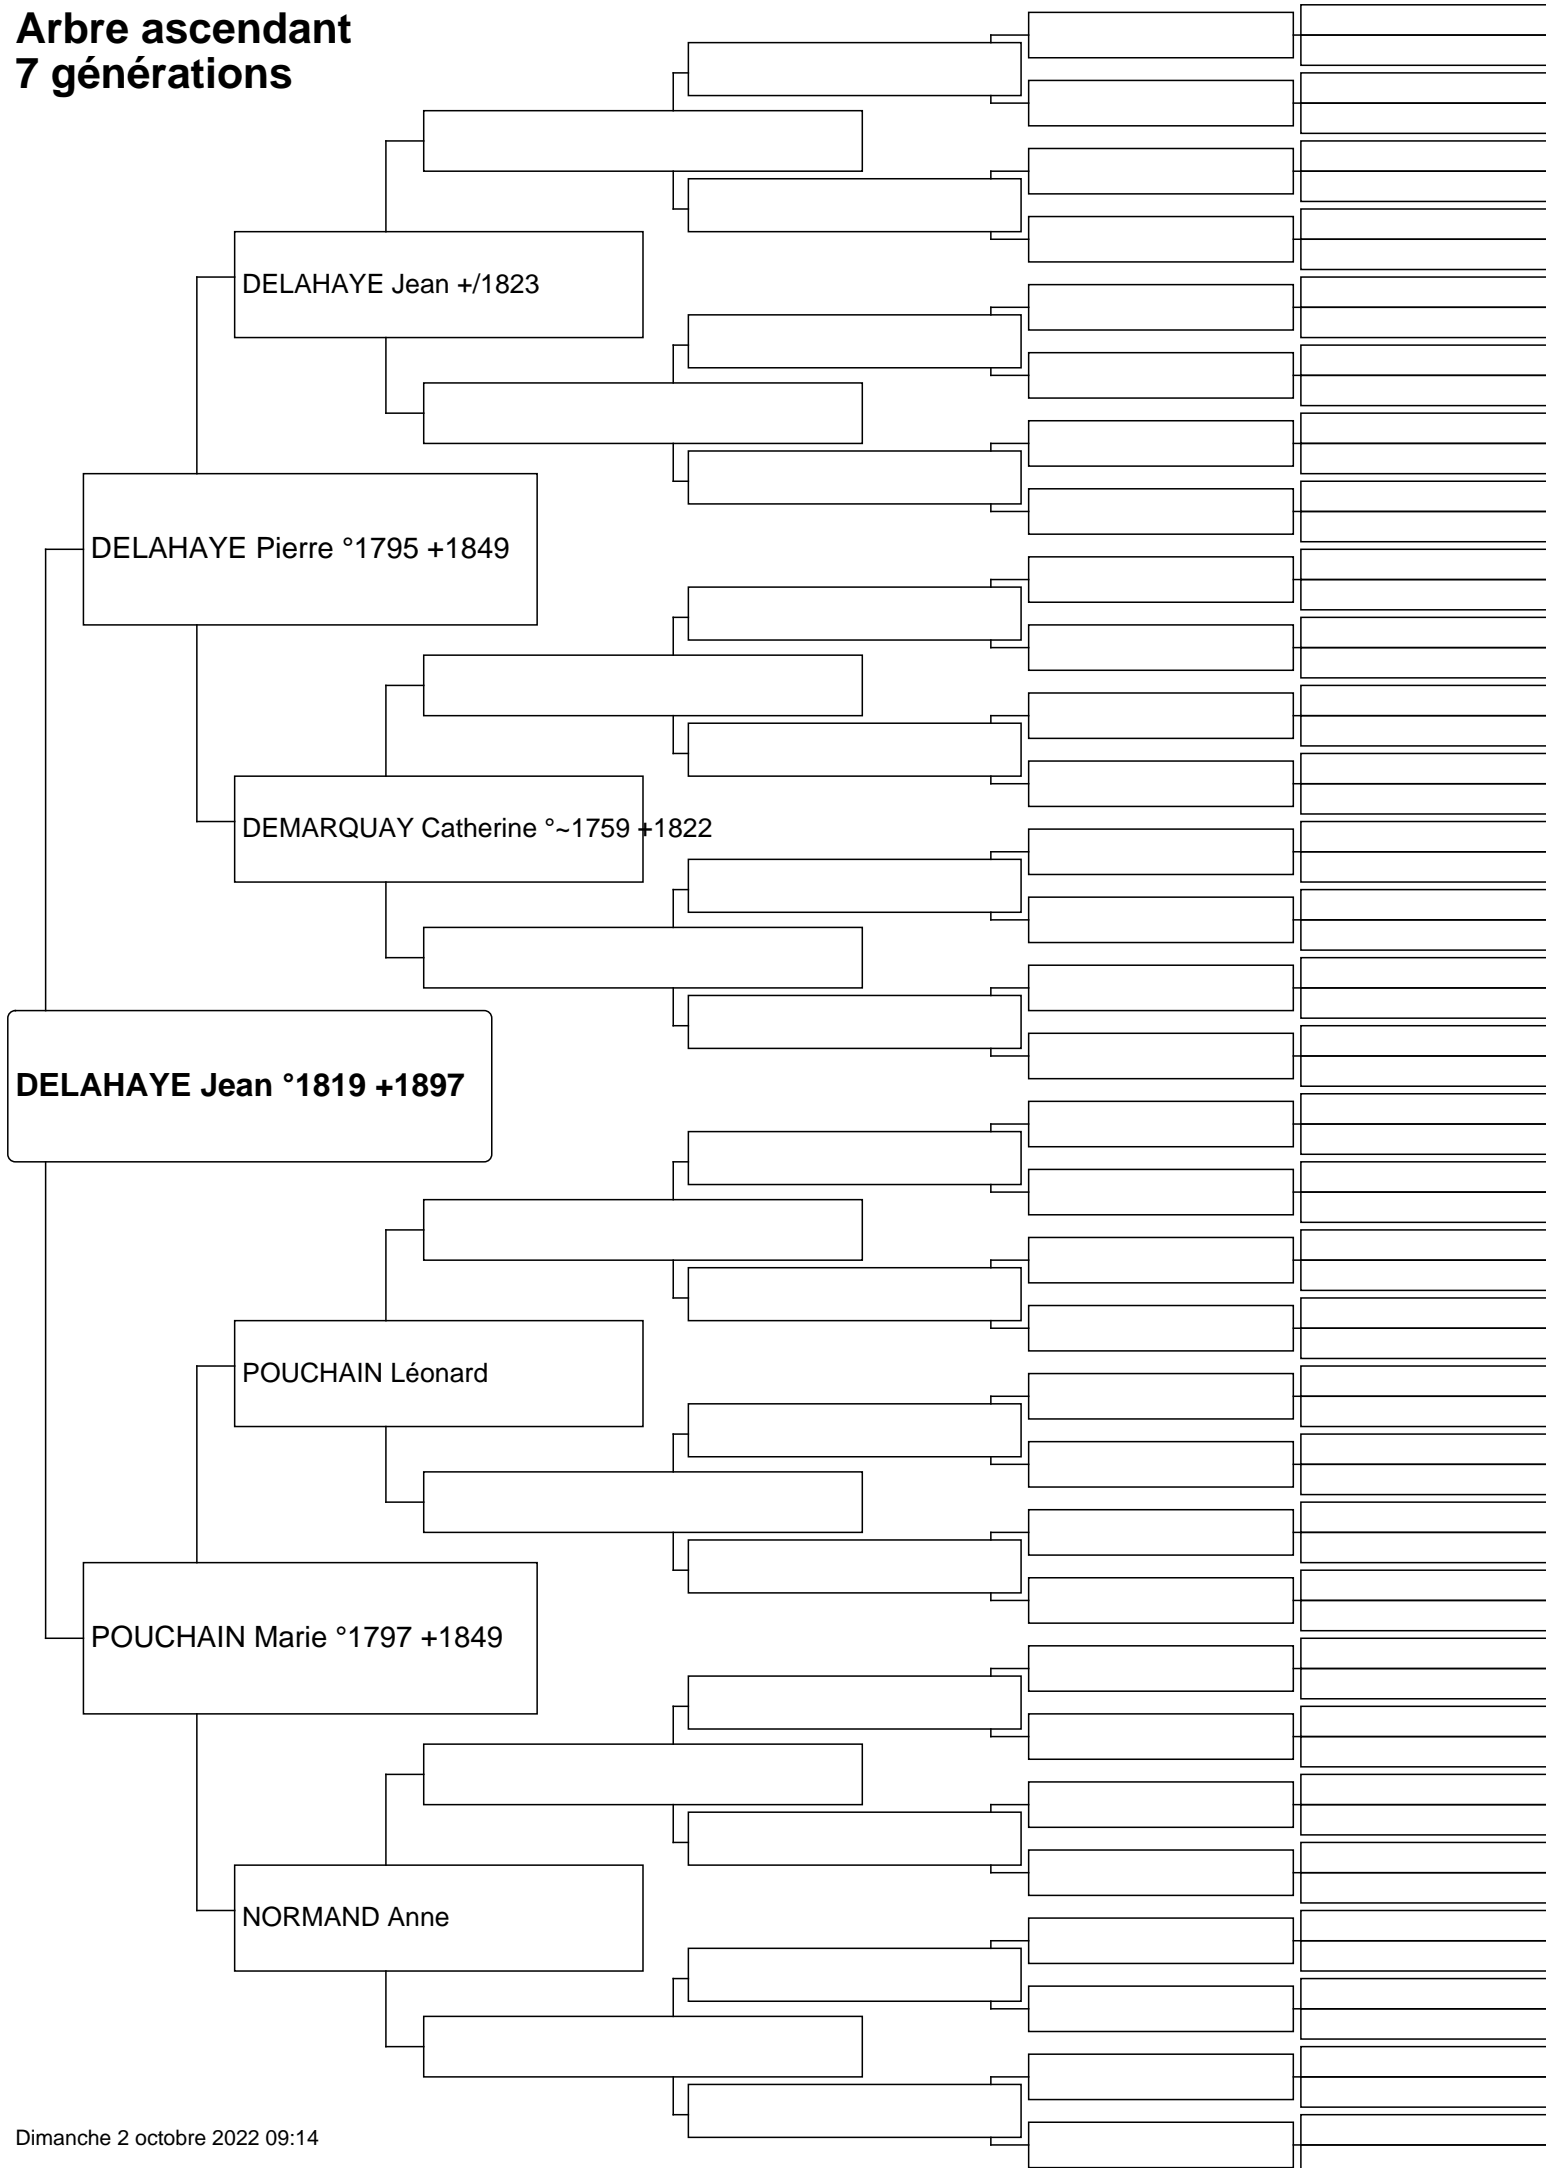 Arbre ascendant
7 générations
DELAHAYE Jean +/1823
DELAHAYE Pierre °1795 +1849
DEMARQUAY Catherine °~1759 +1822
DELAHAYE Jean °1819 +1897
POUCHAIN Léonard
POUCHAIN Marie °1797 +1849
NORMAND Anne
Dimanche 2 octobre 2022 09:14